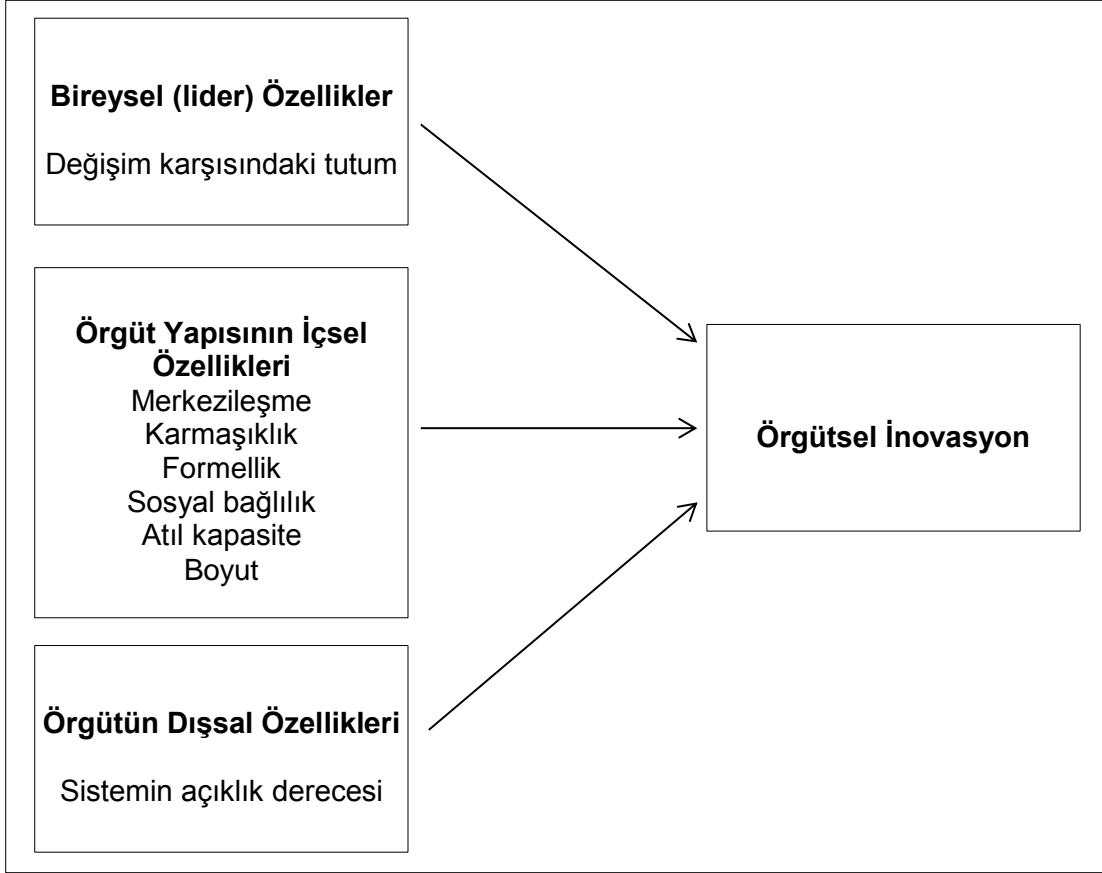 Bireysel (lider) Özellikler
Değişim karşısındaki tutum
Örgüt Yapısının İçsel
Özellikleri
Merkezileşme
Karmaşıklık
Formellik
Sosyal bağlılık
Atıl kapasite
Boyut
Örgütün Dışsal Özellikleri
Sistemin açıklık derecesi
Örgütsel İnovasyon